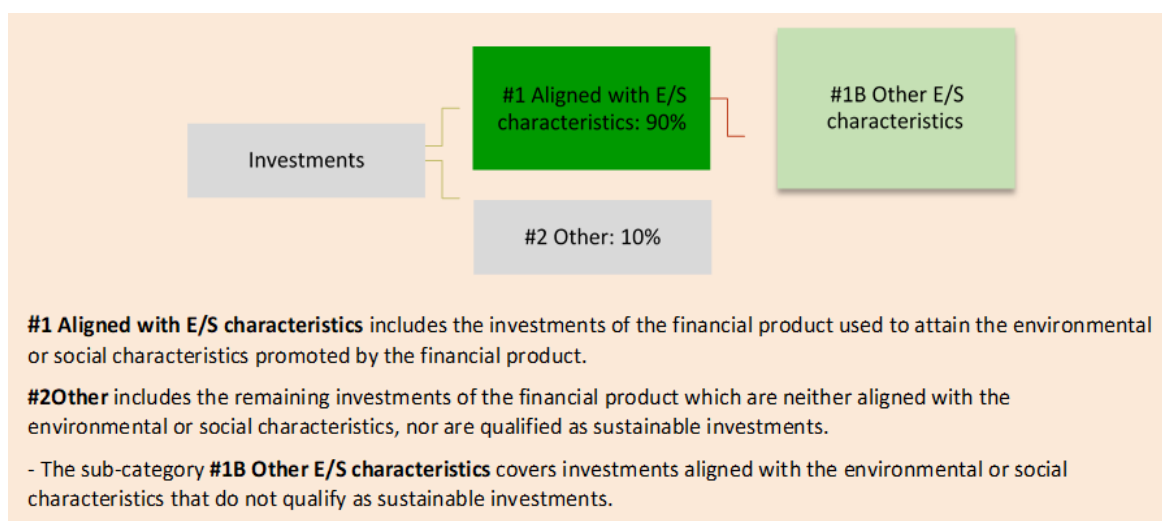 #1 Aligned with E/S
characteristics: 90%
#1B Other E/S
characteristics
Investments
#2 Other: 10%
#1 Aligned with E/S characteristics includes the investments of the financial product used to attain the environmental
or social characteristics promoted by the financial product.
#2Other includes the remaining investments of the financial product which are neither aligned with the
environmental or social characteristics, nor are qualified as sustainable investments.
- The sub-category #1B Other E/S characteristics covers investments aligned with the environmental or social
characteristics that do not qualify as sustainable investments.